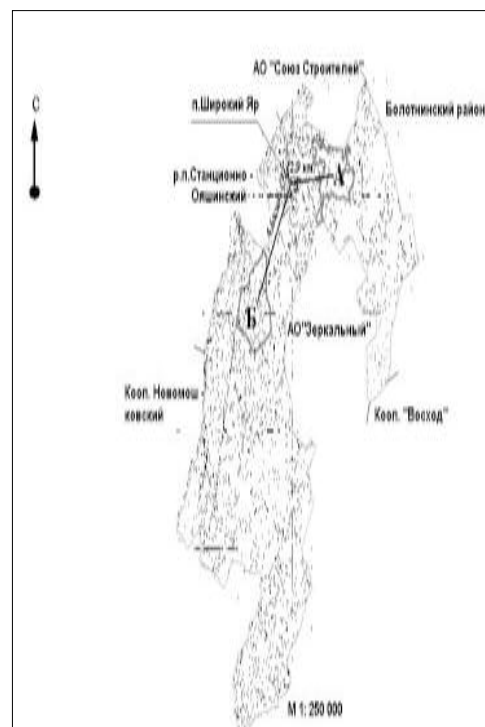 АО "Союз Строителей"
С
п.Широкий Яр
Болотнинский район
км
А
р.п.Станционно -
Ояшинский
Б
АО"Зеркальный"
Кооп. Новомош
ковский
Кооп. "Восход"
М 1: 250 000